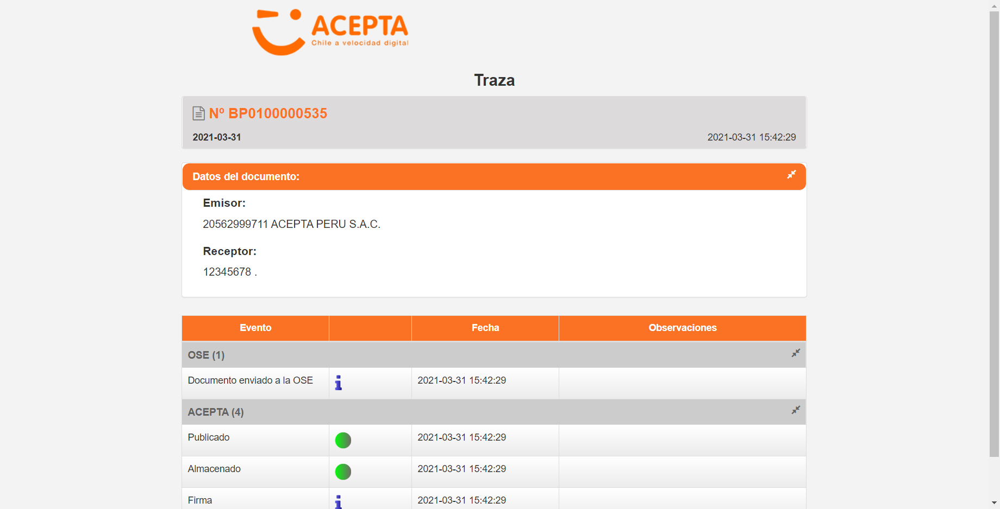 ACEPTA
Chile a velocidad digital
Traza
Nº BP0100000535
2021-03-31 2021-03-31 15:42:29
Datos del documento:
Emisor:
20562999711 ACEPTA PERU S.A.C.
Receptor:
12345678 .
Evento Fecha Observaciones
OSE (1)
Documento enviado a la OSE 2021-03-31 15:42:29
ACEPTA (4)
Publicado 2021-03-31 15:42:29
Almacenado 2021-03-31 15:42:29
Firma 2021-03-31 15:42:29